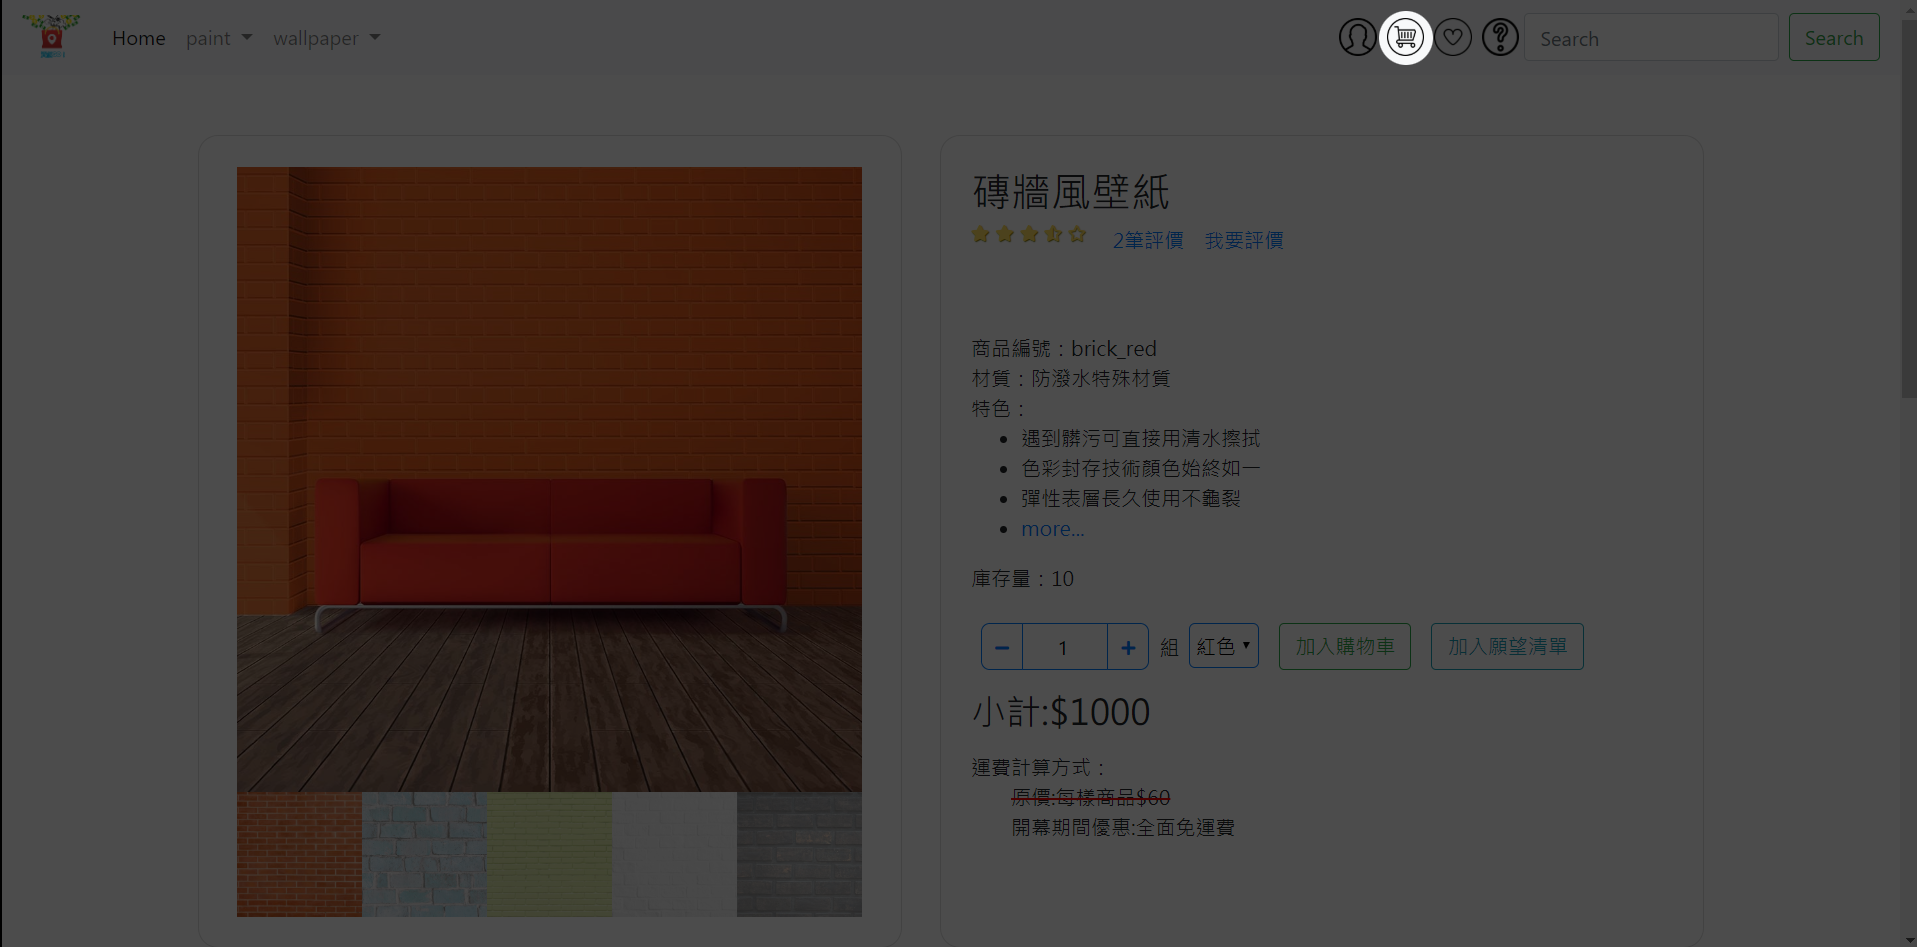 Home paint wallpaper Search Search
磚牆風壁紙
2筆評價 我要評價
商品編號：brick_red
材質：防潑水特殊材質
特色：
遇到髒污可直接用清水擦拭
色彩封存技術顏色始終如一
彈性表層長久使用不龜裂
more...
庫存量：10
1 組 紅色 加入購物車 加入願望清單
小計:$1000
運費計算方式：
原價:每樣商品$60
開幕期間優惠:全面免運費